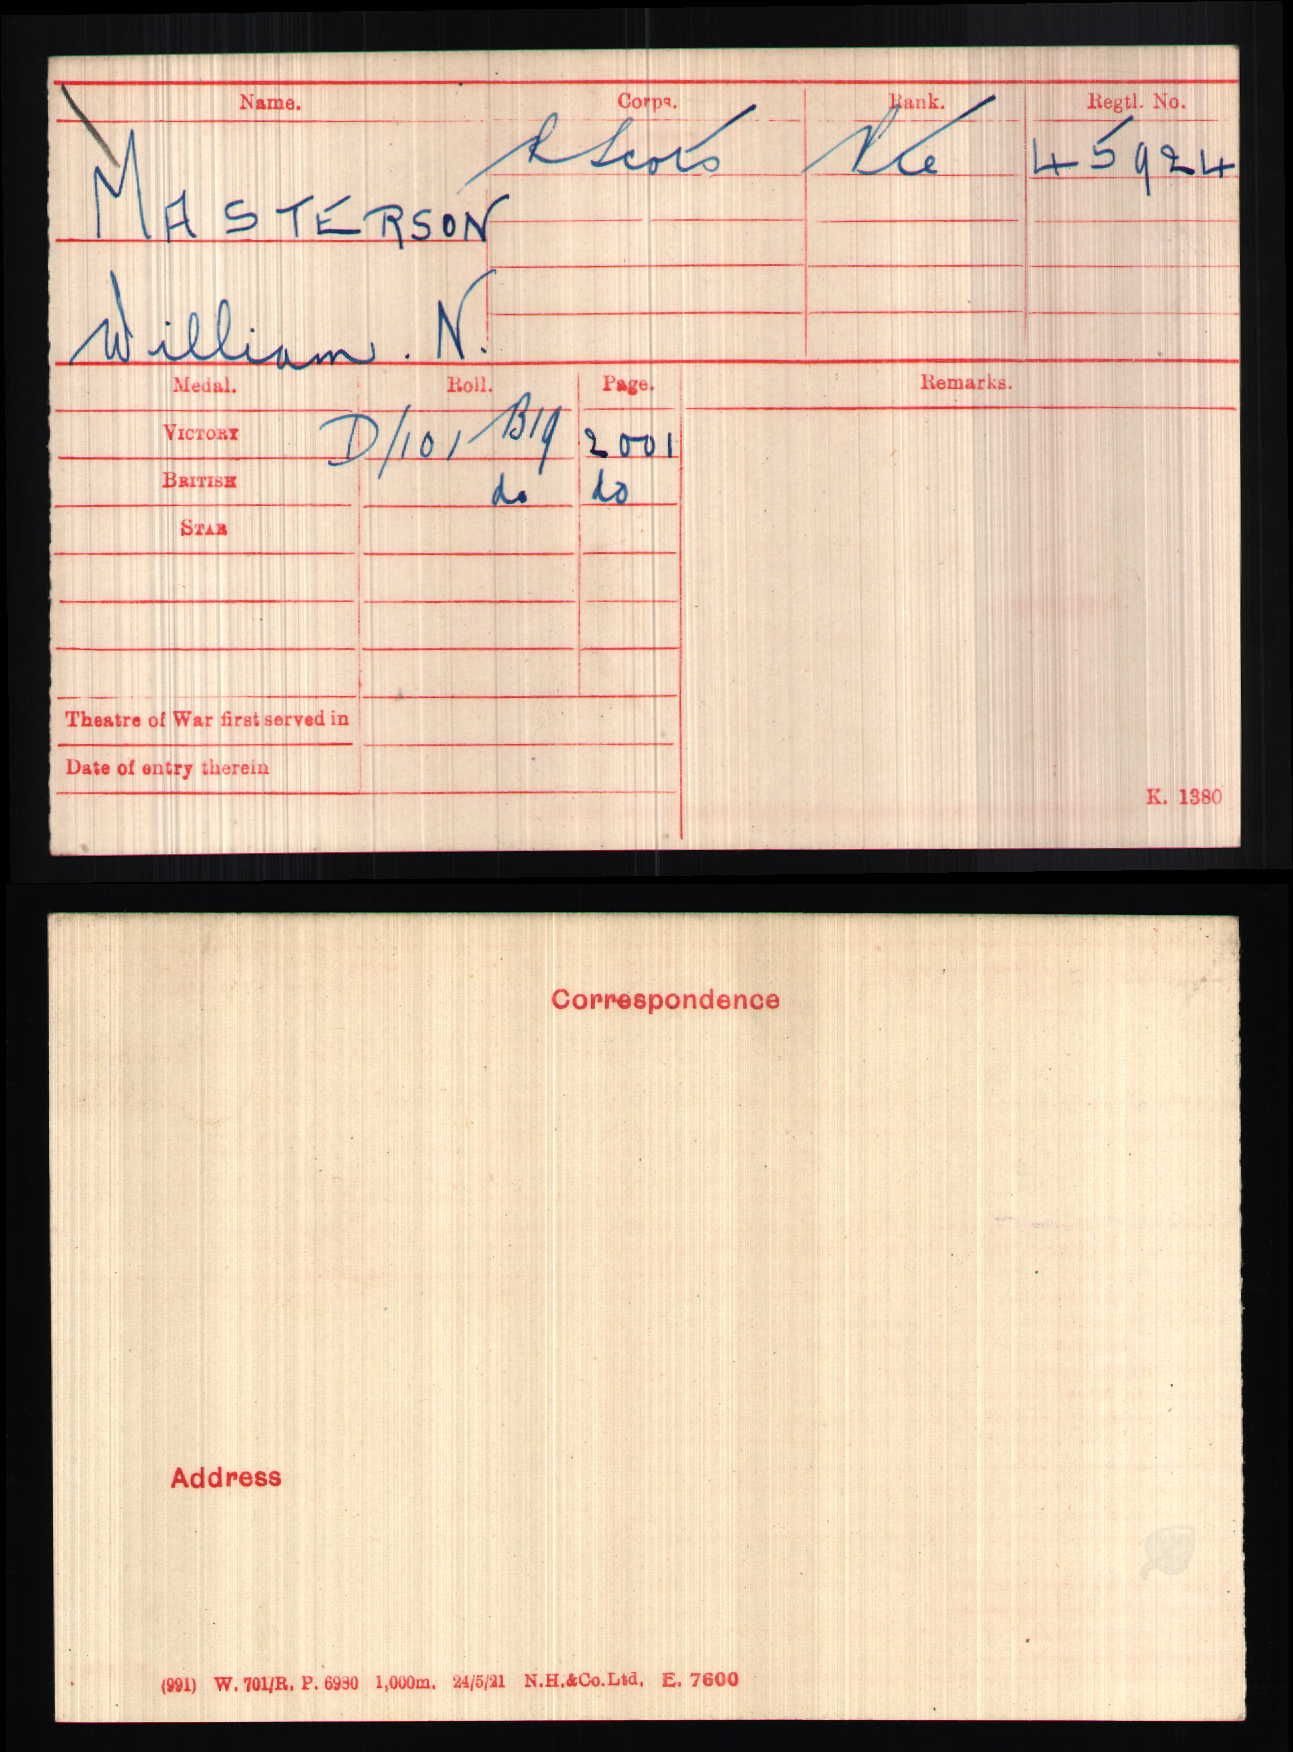 Name. Corps. Rank. Regtl. No.
R Scots Pte 45924
MASTERSON
William. N.
Medal. Roll. Page. Remarks.
VICTORY D/101 B19 2001
BRITISH do do
STAR
Theatre of War first served in
Date of entry therein
K. 1380
Correspondence
Address
(991) W. 701/R. P. 6980 1,000m. 24/5/21 N.H.&Co.Ltd. E. 7600